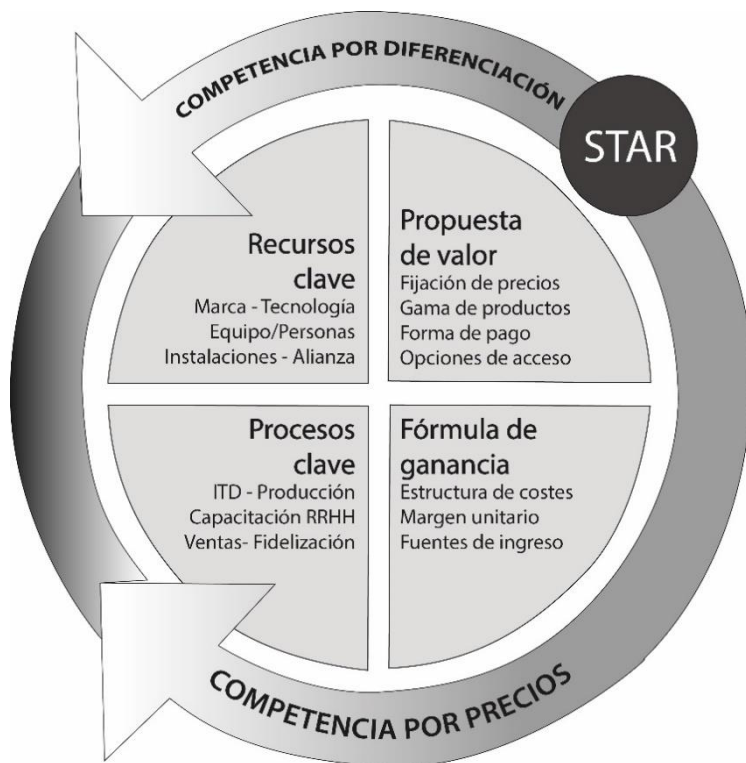 COMPETENCIA POR DIFERENCIACIÓN
STAR
Recursos
clave
Marca - Tecnología
Equipo/Personas
Instalaciones - Alianza
Propuesta
de valor
Fijación de precios
Gama de productos
Forma de pago
Opciones de acceso
Procesos
clave
ITD - Producción
Capacitación RRHH
Ventas- Fidelización
Fórmula de
ganancia
Estructura de costes
Margen unitario
Fuentes de ingreso
COMPETENCIA POR PRECIOS